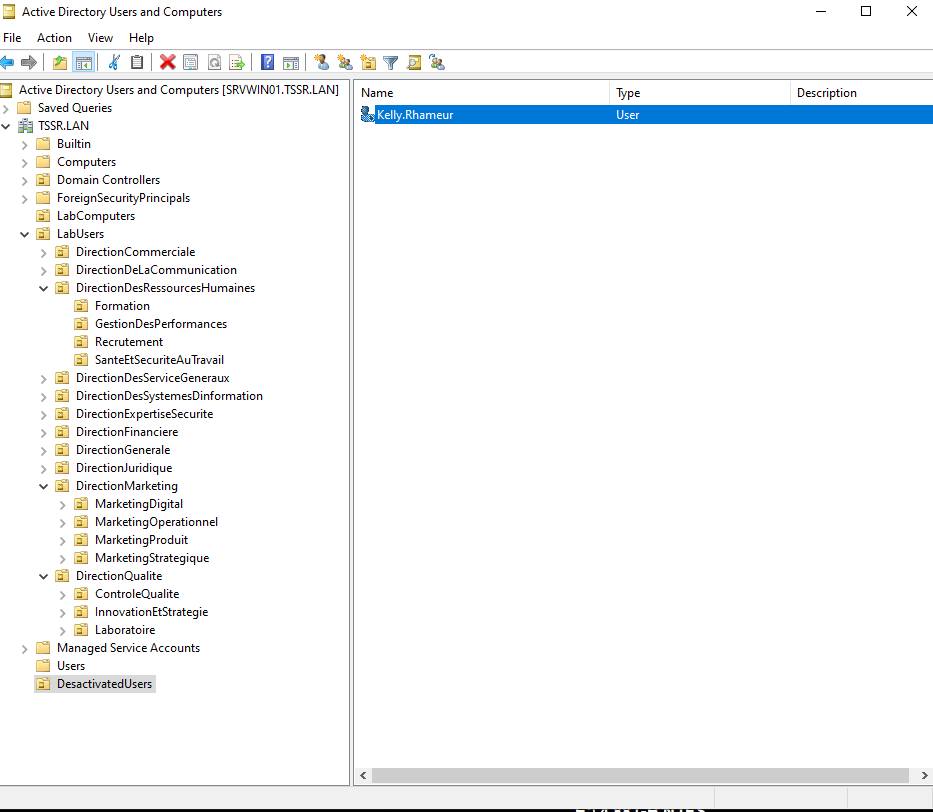 Active Directory Users and Computers
File Action View Help
Active Directory Users and Computers [SRVWIN01.TSSR.LAN]
Saved Queries
TSSR.LAN
Builtin
Computers
Domain Controllers
ForeignSecurityPrincipals
LabComputers
LabUsers
DirectionCommerciale
DirectionDeLaCommunication
DirectionDesRessourcesHumaines
Formation
GestionDesPerformances
Recrutement
SanteEtSecuriteAuTravail
DirectionDesServiceGeneraux
DirectionDesSystemesDinformation
DirectionExpertiseSecurite
DirectionFinanciere
DirectionGenerale
DirectionJuridique
DirectionMarketing
MarketingDigital
MarketingOperationnel
MarketingProduit
MarketingStrategique
DirectionQualite
ControleQualite
InnovationEtStrategie
Laboratoire
Managed Service Accounts
Users
DesactivatedUsers
Name Type Description
Kelly.Rhameur User